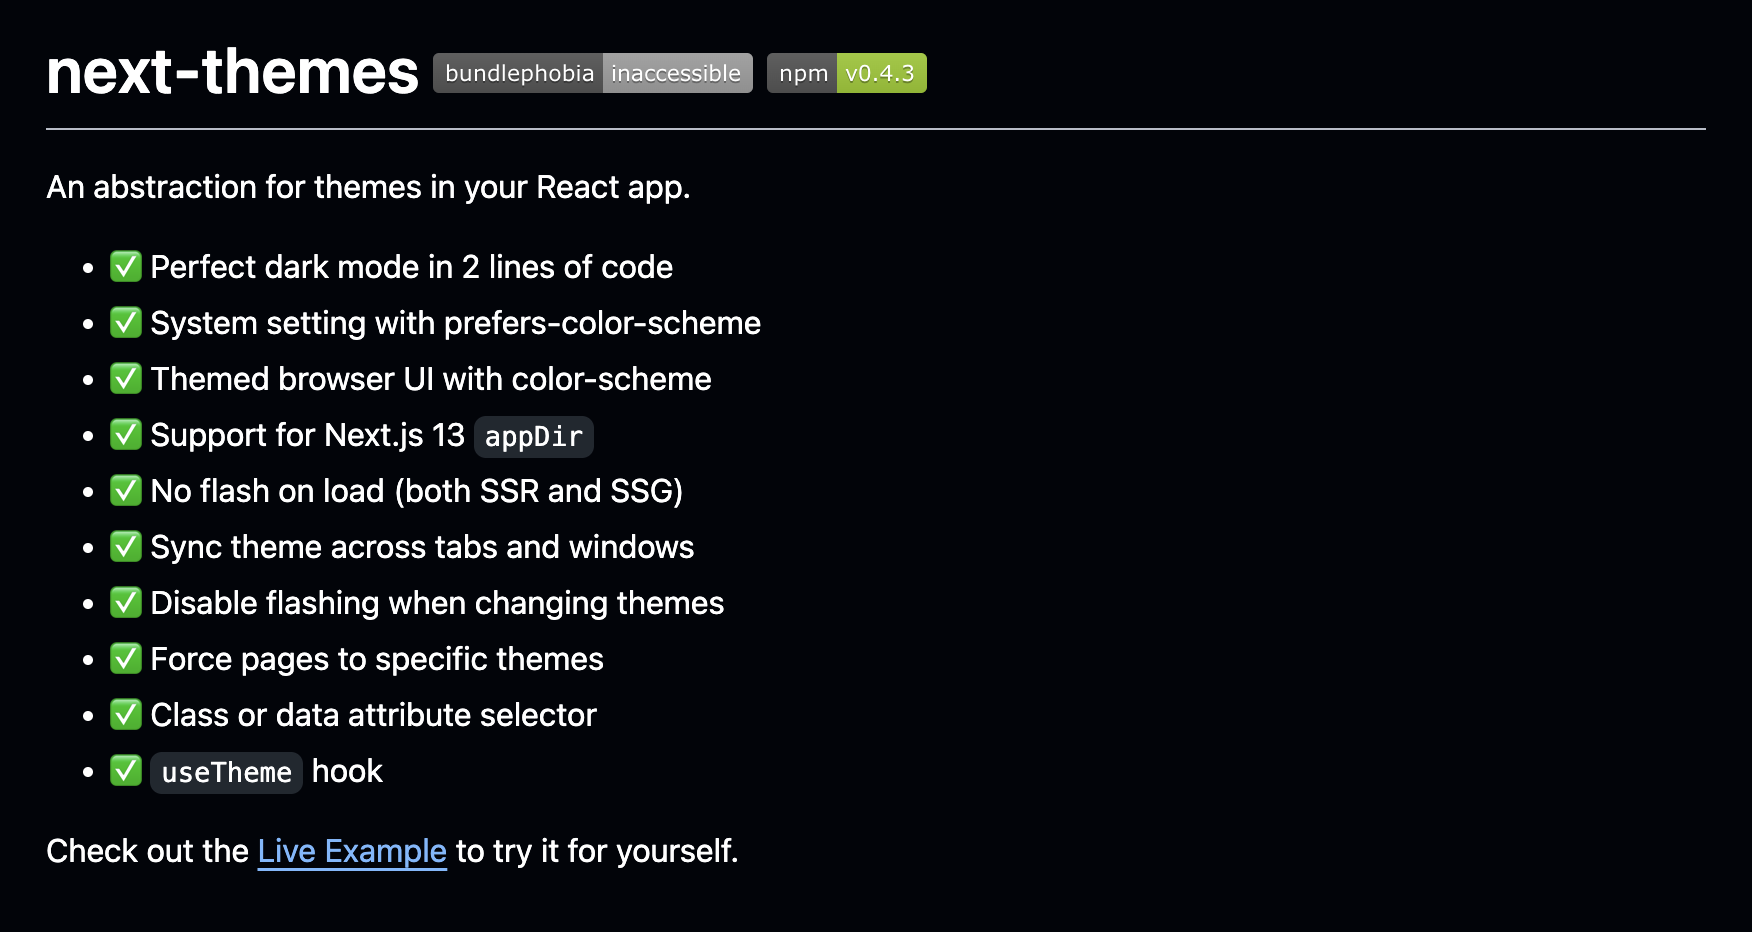 next-themes bundlephobia inaccessible npm v0.4.3
An abstraction for themes in your React app.
• ✅ Perfect dark mode in 2 lines of code
• ✅ System setting with prefers-color-scheme
• ✅ Themed browser UI with color-scheme
• ✅ Support for Next.js 13 appDir
• ✅ No flash on load (both SSR and SSG)
• ✅ Sync theme across tabs and windows
• ✅ Disable flashing when changing themes
• ✅ Force pages to specific themes
• ✅ Class or data attribute selector
• ✅ useTheme hook
Check out the Live Example to try it for yourself.